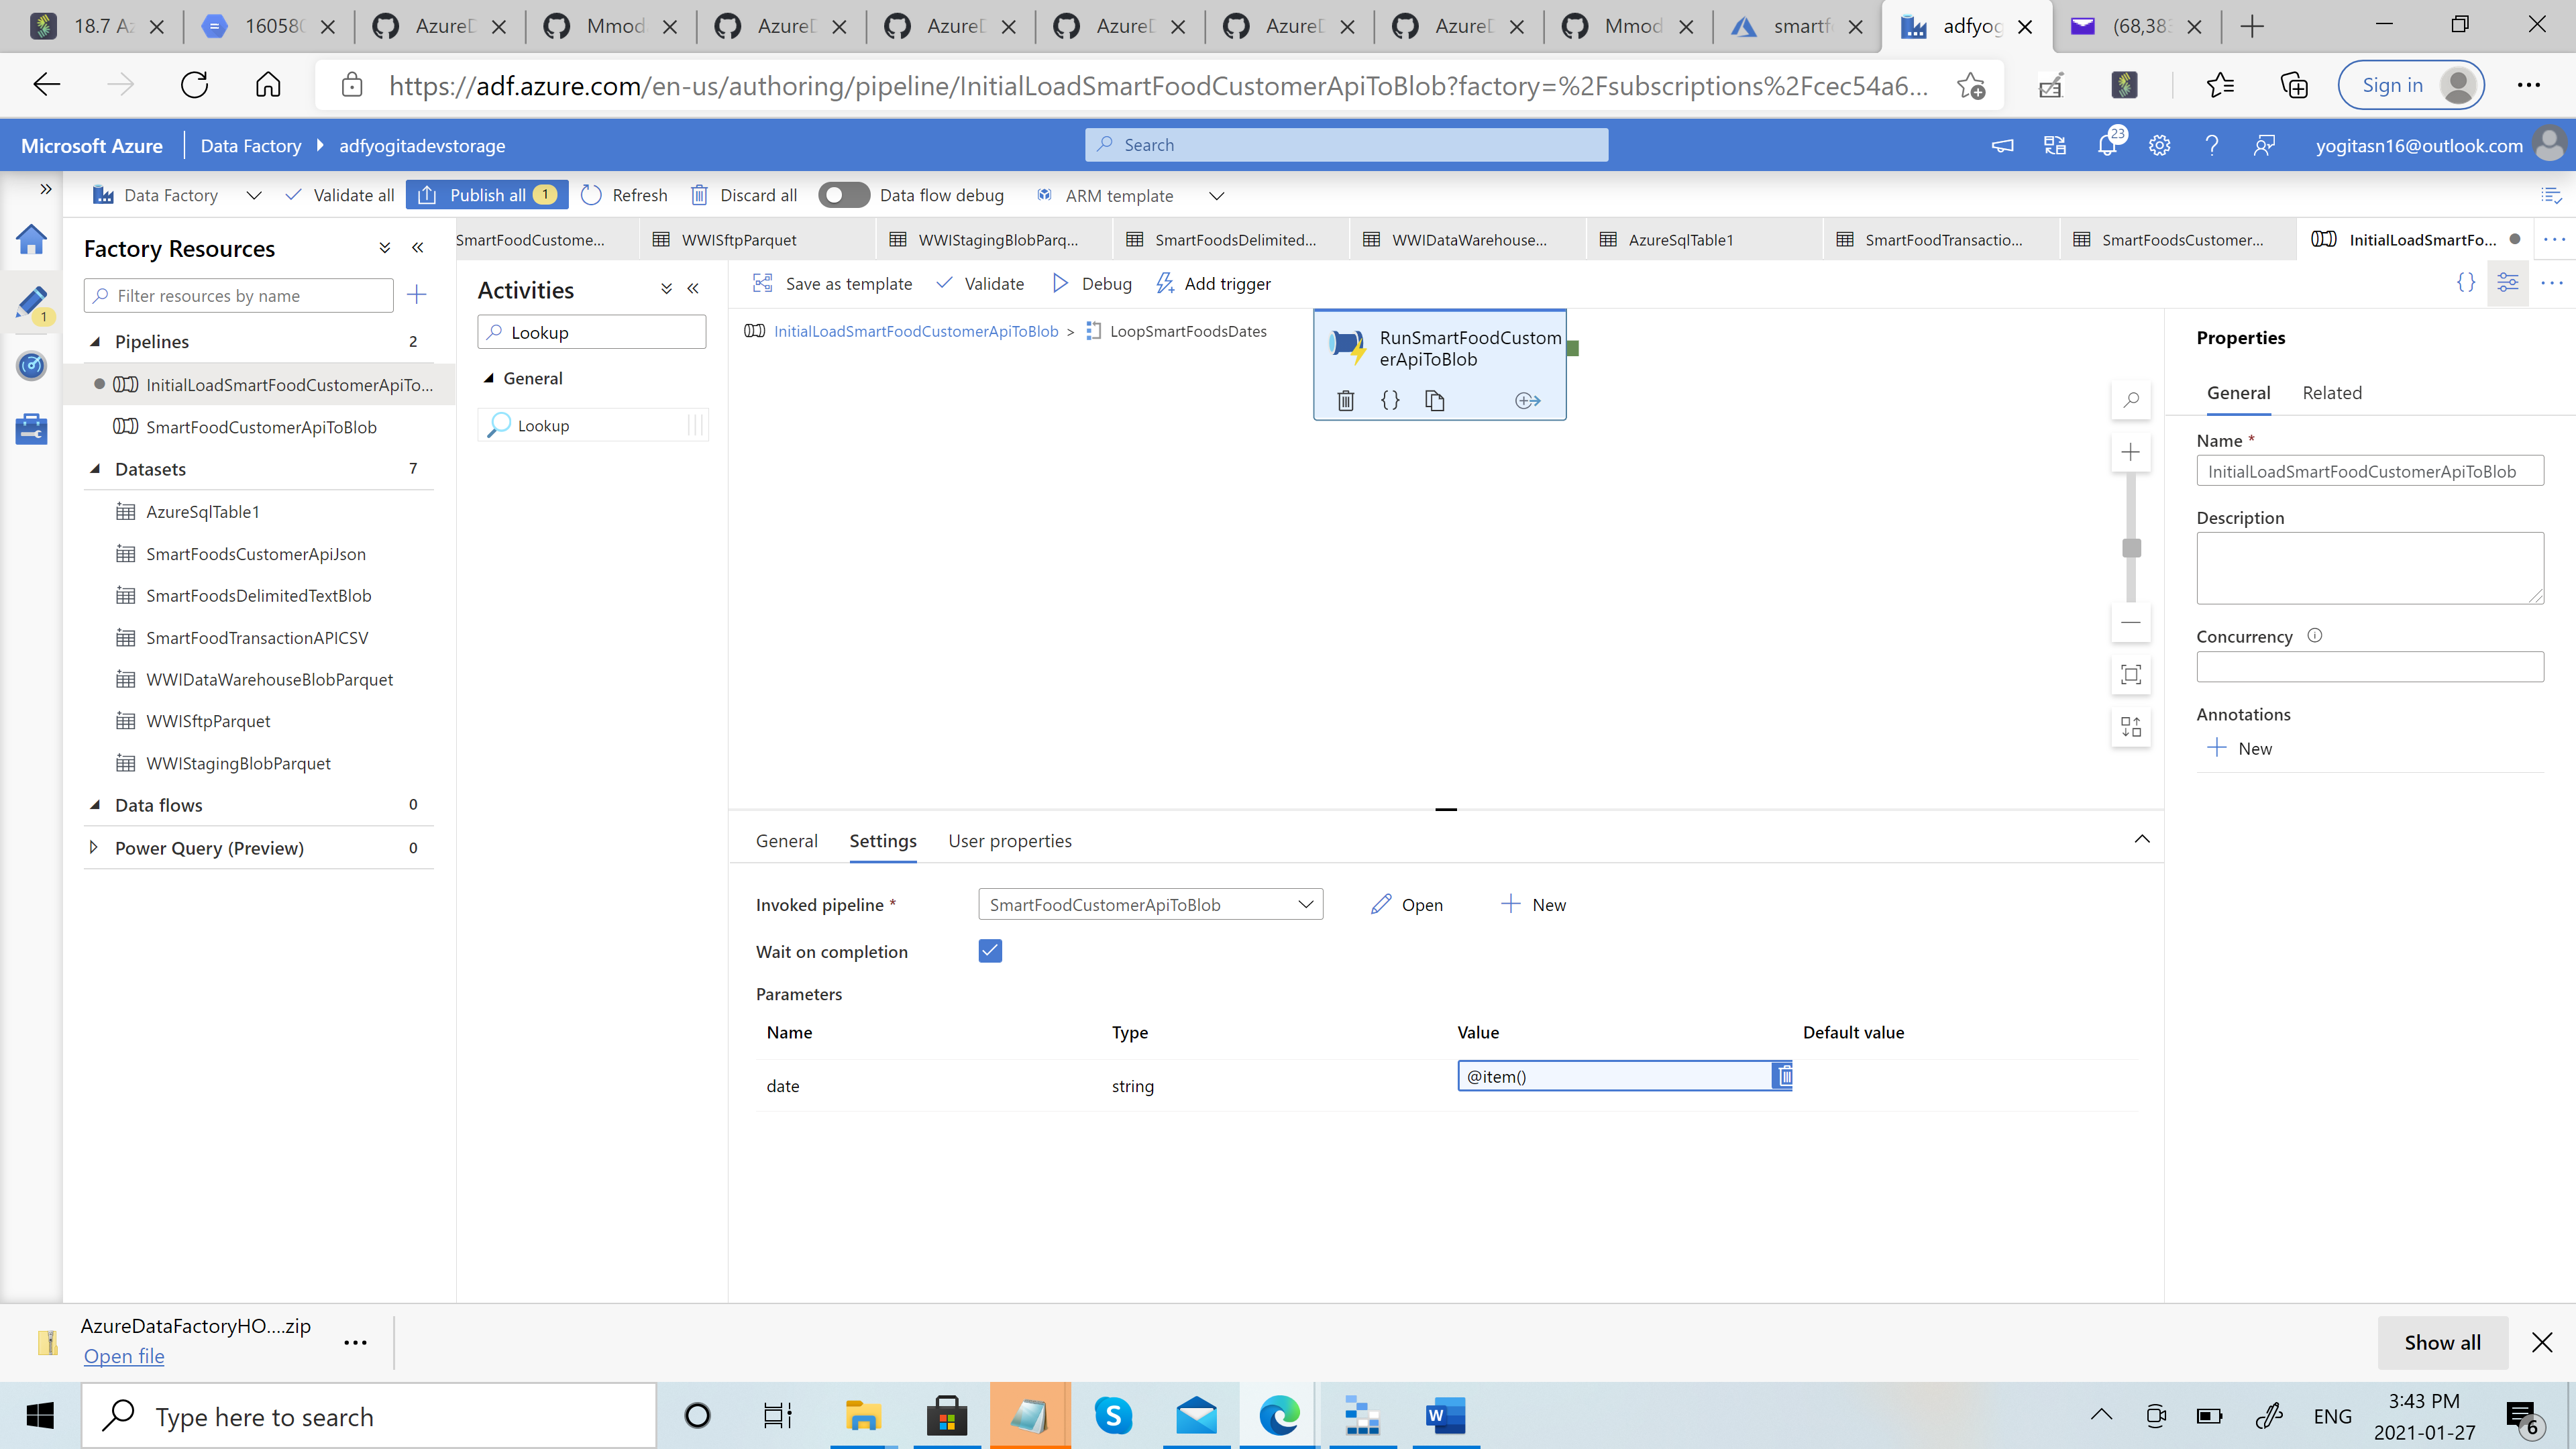 18.7 Az
16058
AzureD
Mmod
AzureD
AzureD
AzureD
AzureD
AzureD
Mmod
smartf
adfyog
(68,383
https://adf.azure.com/en-us/authoring/pipeline/InitialLoadSmartFoodCustomerApiToBlob?factory=%2Fsubscriptions%2Fcec54a6...
Sign in
Microsoft Azure
Data Factory
adfyogitadevstorage
Search
23
yogitasn16@outlook.com
Data Factory
Validate all
Publish all 1
Refresh
Discard all
Data flow debug
ARM template
Factory Resources
SmartFoodCustome...
WWISftpParquet
WWIStagingBlobParq...
SmartFoodsDelimited...
WWIDataWarehouse...
AzureSqlTable1
SmartFoodTransactio...
SmartFoodsCustomer...
InitialLoadSmartFo...
Filter resources by name
1
Pipelines 2
InitialLoadSmartFoodCustomerApiTo...
SmartFoodCustomerApiToBlob
Datasets 7
AzureSqlTable1
SmartFoodsCustomerApiJson
SmartFoodsDelimitedTextBlob
SmartFoodTransactionAPICSV
WWIDataWarehouseBlobParquet
WWISftpParquet
WWIStagingBlobParquet
Data flows 0
Power Query (Preview) 0
Activities
Lookup
General
Lookup
Save as template
Validate
Debug
Add trigger
{}
InitialLoadSmartFoodCustomerApiToBlob > LoopSmartFoodsDates
RunSmartFoodCustom
erApiToBlob
{}
General
Settings
User properties
Invoked pipeline *
SmartFoodCustomerApiToBlob
Open
New
Wait on completion
Parameters
Name
Type
Value
Default value
date
string
@item()
Properties
General
Related
Name *
InitialLoadSmartFoodCustomerApiToBlob
Description
Concurrency
Annotations
New
AzureDataFactoryHO....zip
Open file
Show all
Type here to search
ENG
3:43 PM
2021-01-27
6